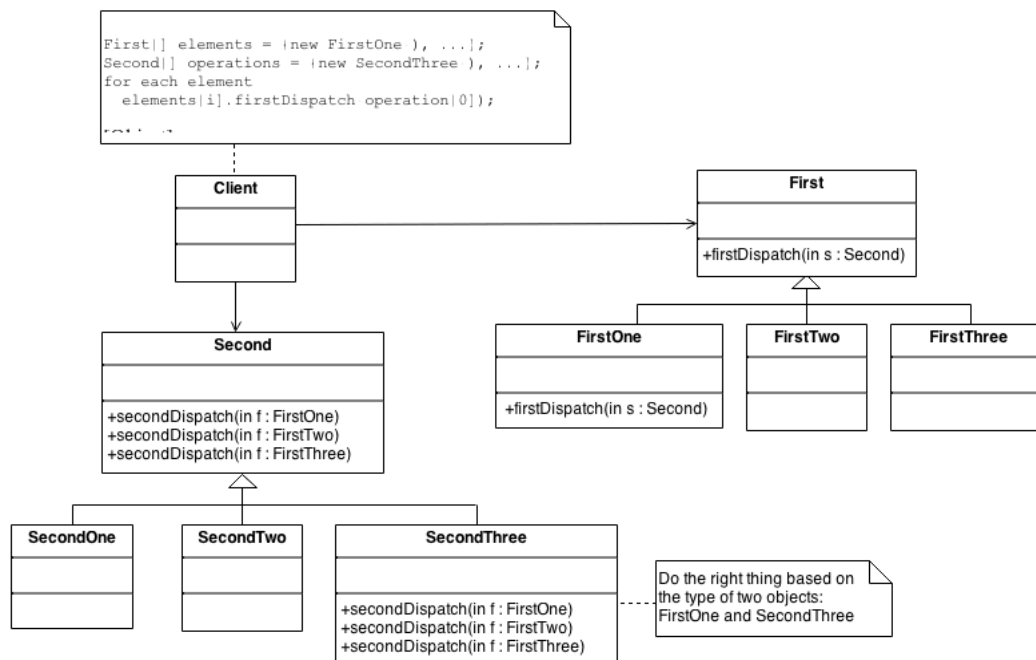 First[] elements = {new FirstOne ), ...};
Second[] operations = {new SecondThree ), ...};
for each element
elements[i].firstDispatch operation[0]);
Client
First
+firstDispatch(in s : Second)
Second
+secondDispatch(in f : FirstOne)
+secondDispatch(in f : FirstTwo)
+secondDispatch(in f : FirstThree)
FirstOne
+firstDispatch(in s : Second)
FirstTwo
FirstThree
SecondOne
SecondTwo
SecondThree
+secondDispatch(in f : FirstOne)
+secondDispatch(in f : FirstTwo)
+secondDispatch(in f : FirstThree)
Do the right thing based on
the type of two objects:
FirstOne and SecondThree